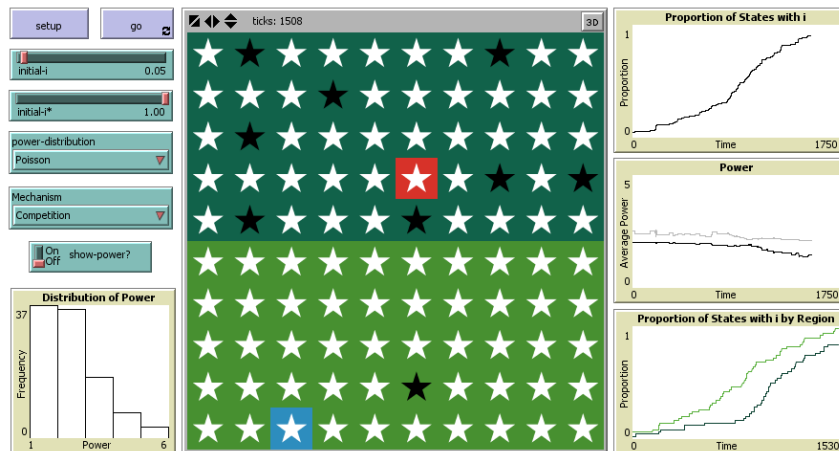 setup
go
initial-i 0.05
initial-i* 1.00
power-distribution
Poisson
Mechanism
Competition
On
Off
show-power?
Distribution of Power
37
Frequency
0
1 Power 6
ticks: 1508
3D
Proportion of States with i
1
Proportion
0
0 Time 1750
Power
5
Average Power
0
0 Time 1750
Proportion of States with i by Region
1
Proportion
0
0 Time 1530